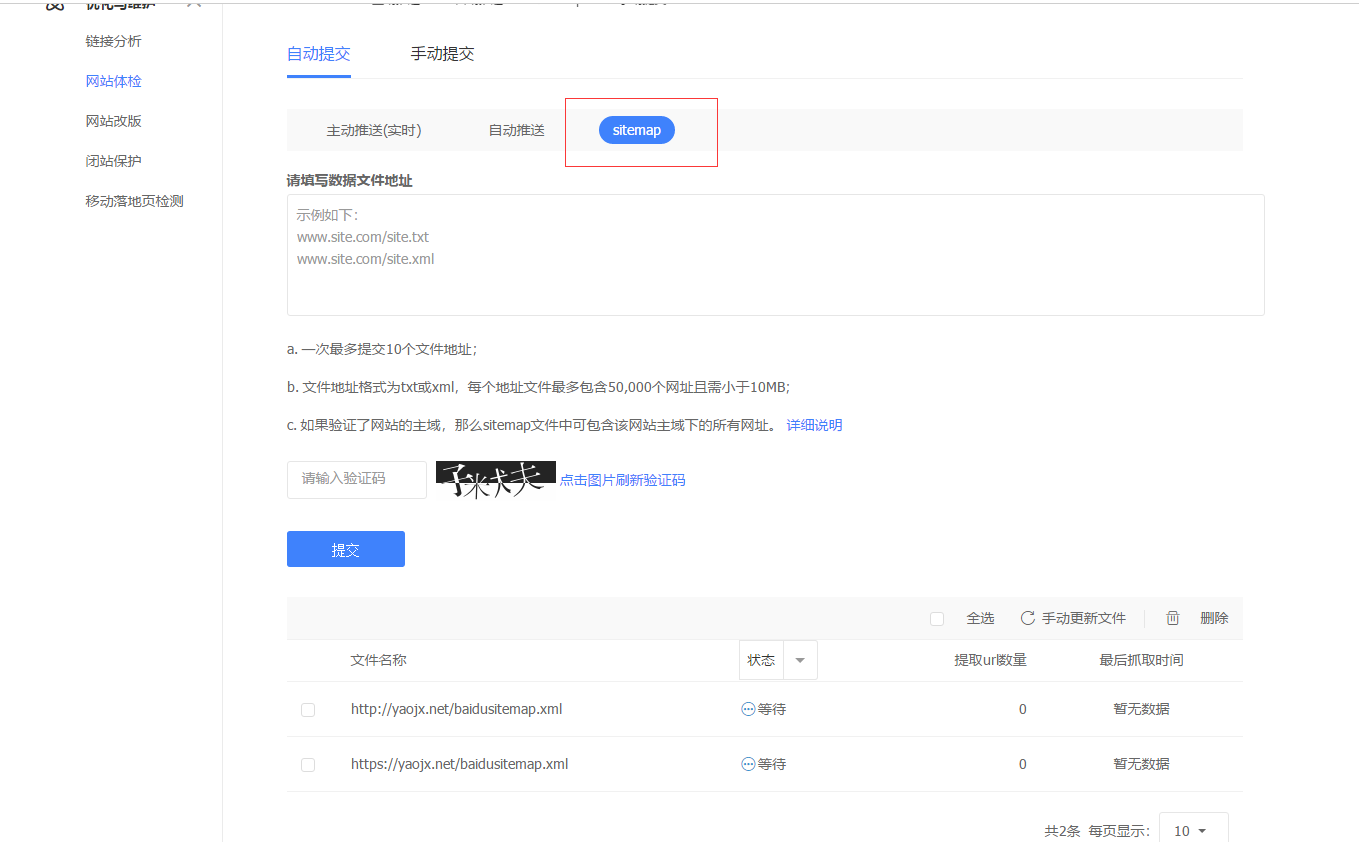 优化与维护
链接分析
网站体检
网站改版
闭站保护
移动落地页检测
自动提交 手动提交
主动推送(实时) 自动推送 sitemap
请填写数据文件地址
示例如下：
www.site.com/site.txt
www.site.com/site.xml
a. 一次最多提交10个文件地址；
b. 文件地址格式为txt或xml，每个地址文件最多包含50,000个网址且需小于10MB;
c. 如果验证了网站的主域，那么sitemap文件中可包含该网站主域下的所有网址。 详细说明
请输入验证码 点击图片刷新验证码
提交
全选 手动更新文件 删除
文件名称 状态 提取url数量 最后抓取时间
http://yaojx.net/baidusitemap.xml 等待 0 暂无数据
https://yaojx.net/baidusitemap.xml 等待 0 暂无数据
共2条 每页显示： 10